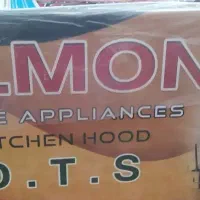 LMON
E APPLIANCES
TCHEN HOOD
O.T.S